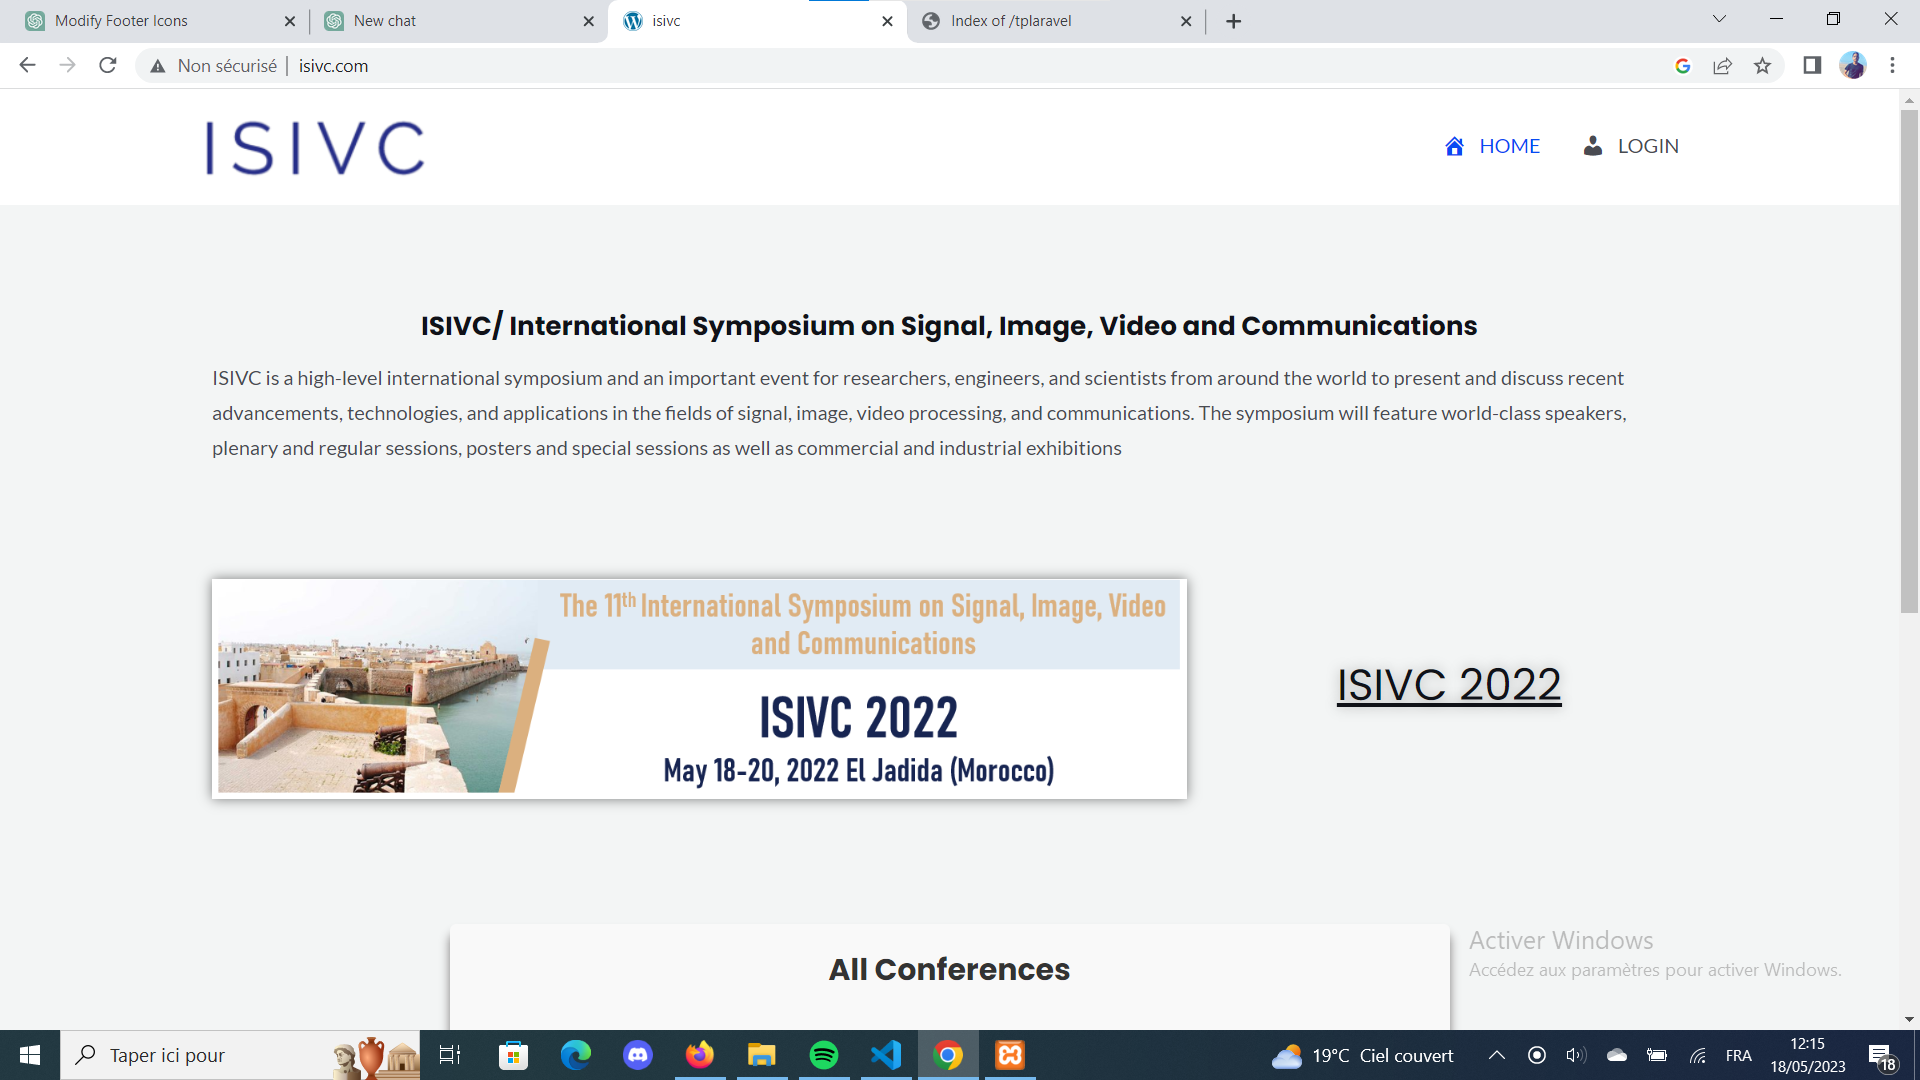 Modify Footer Icons
New chat
isivc
Index of /tplaravel
Non sécurisé
isivc.com
ISIVC
HOME
LOGIN
ISIVC/ International Symposium on Signal, Image, Video and Communications
ISIVC is a high-level international symposium and an important event for researchers, engineers, and scientists from around the world to present and discuss recent
advancements, technologies, and applications in the fields of signal, image, video processing, and communications. The symposium will feature world-class speakers,
plenary and regular sessions, posters and special sessions as well as commercial and industrial exhibitions
The 11th International Symposium on Signal, Image, Video
and Communications
ISIVC 2022
May 18-20, 2022 El Jadida (Morocco)
ISIVC 2022
All Conferences
Activer Windows
Accédez aux paramètres pour activer Windows.
Taper ici pour
19°C Ciel couvert
FRA
12:15
18/05/2023
18